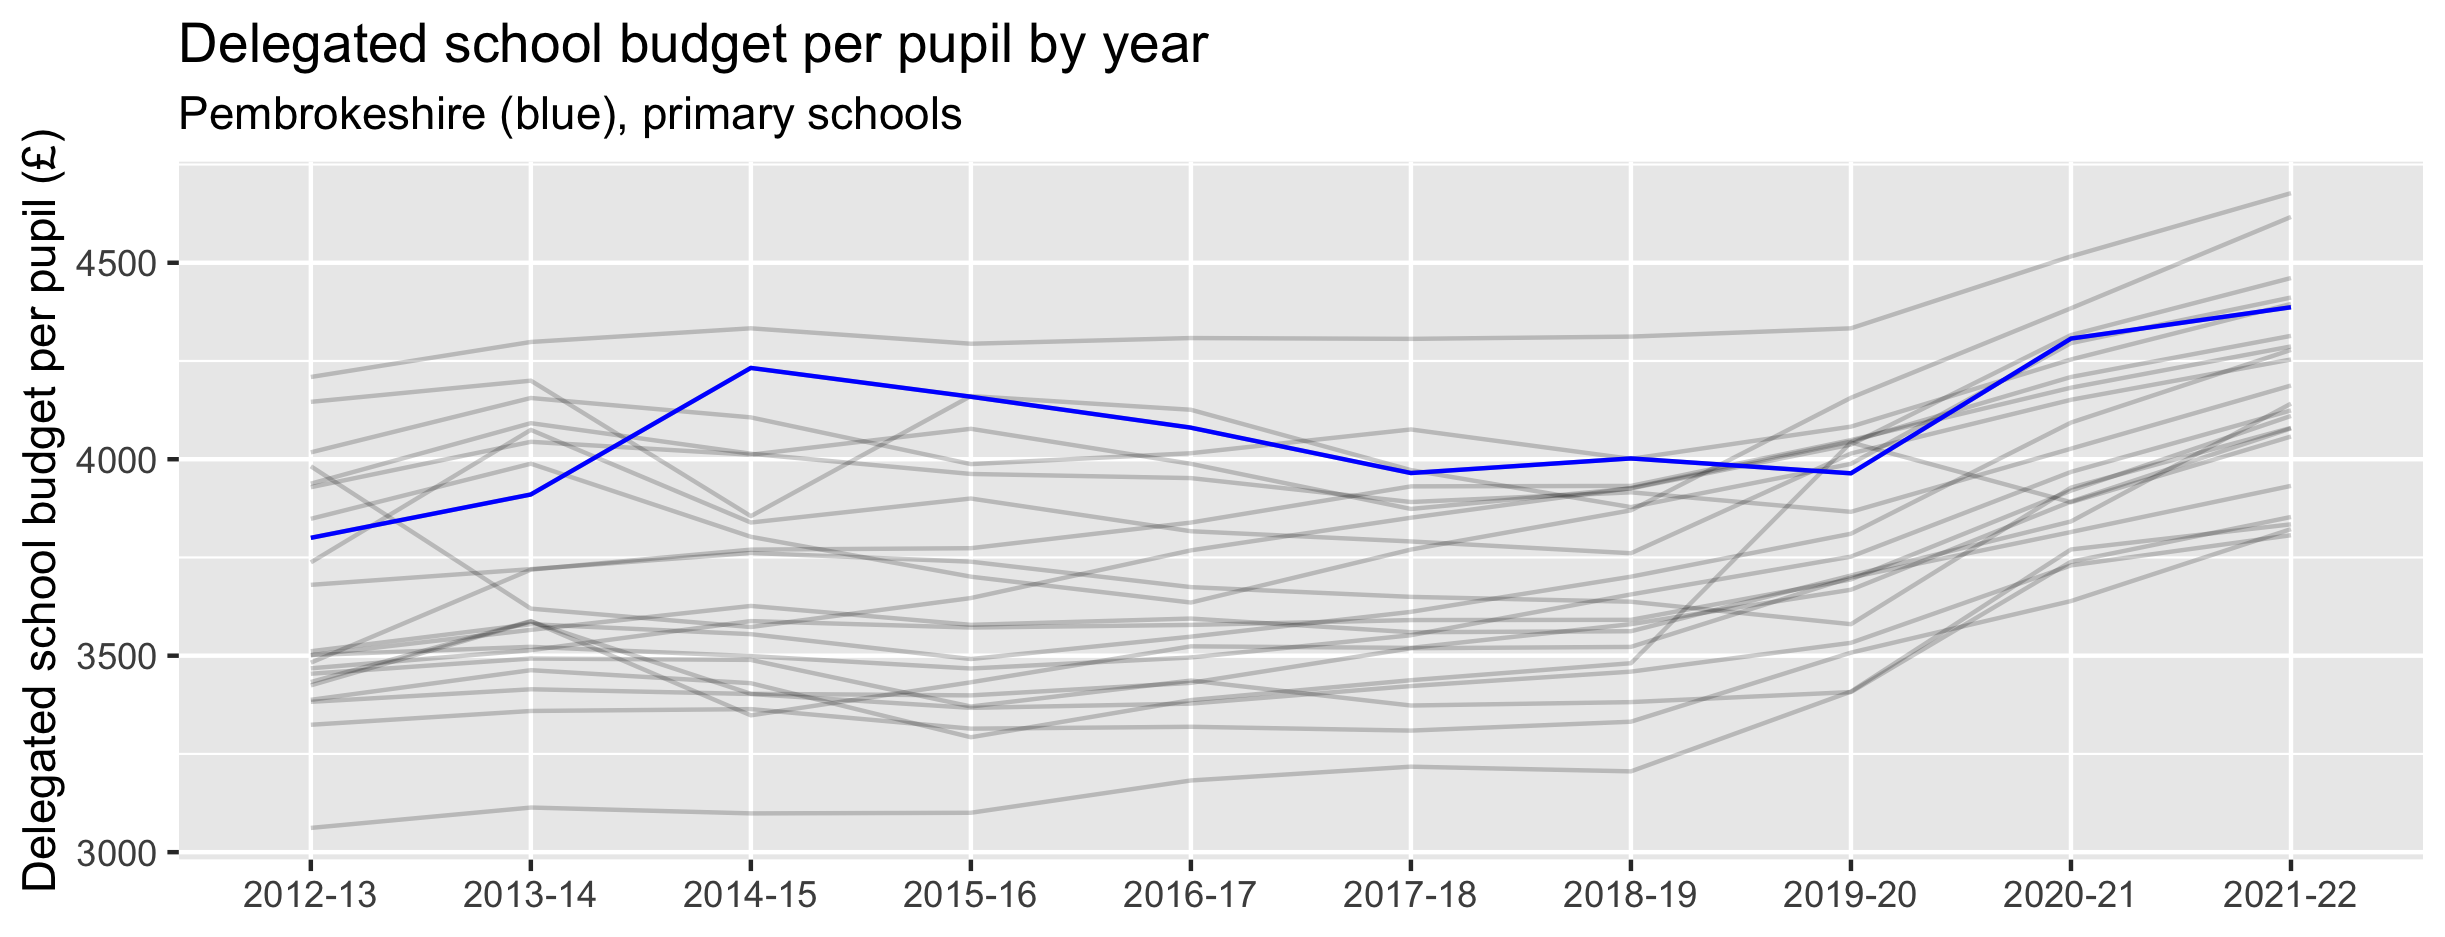 Delegated school budget per pupil by year
Pembrokeshire (blue), primary schools
Delegated school budget per pupil (£)
4500
4000
3500
3000
2012-13 2013-14 2014-15 2015-16 2016-17 2017-18 2018-19 2019-20 2020-21 2021-22